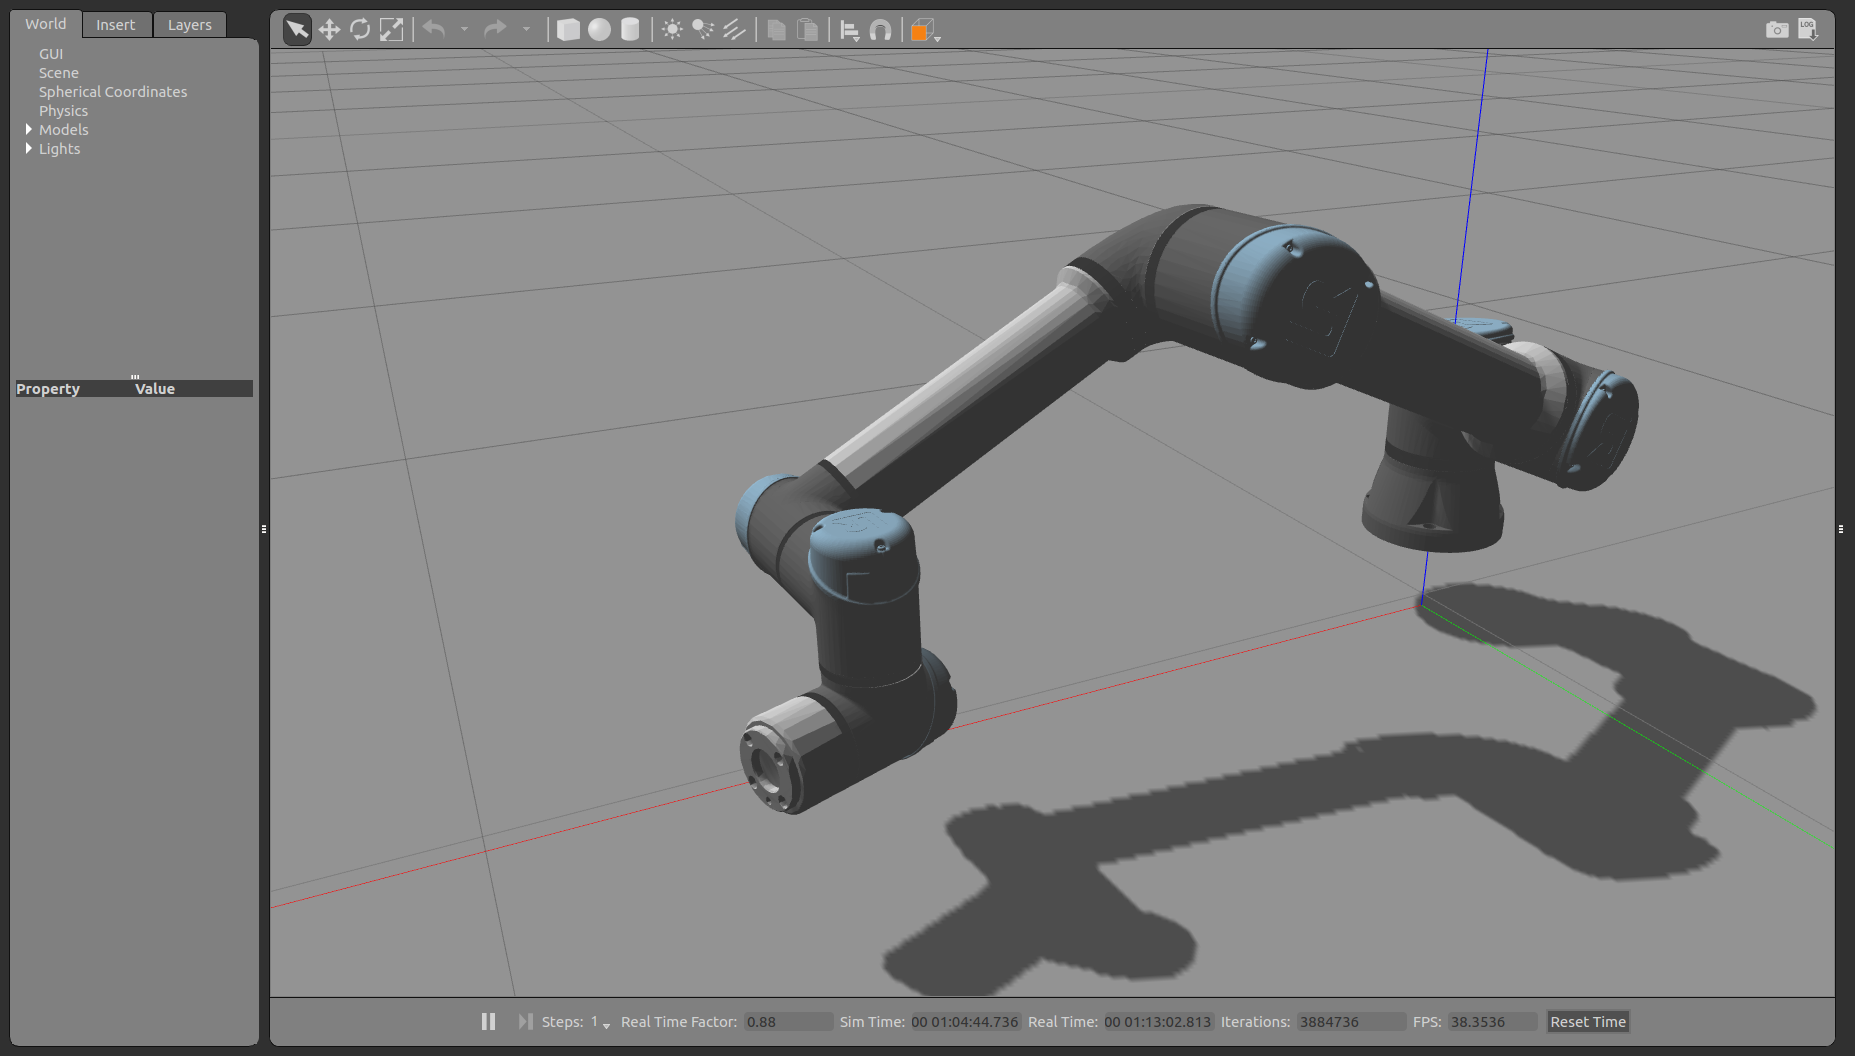 World Insert Layers
GUI
Scene
Spherical Coordinates
Physics
Models
Lights
Property Value
LOG
Steps: 1 Real Time Factor: 0.88 Sim Time: 00 01:04:44.736 Real Time: 00 01:13:02.813 Iterations: 3884736 FPS: 38.3536 Reset Time